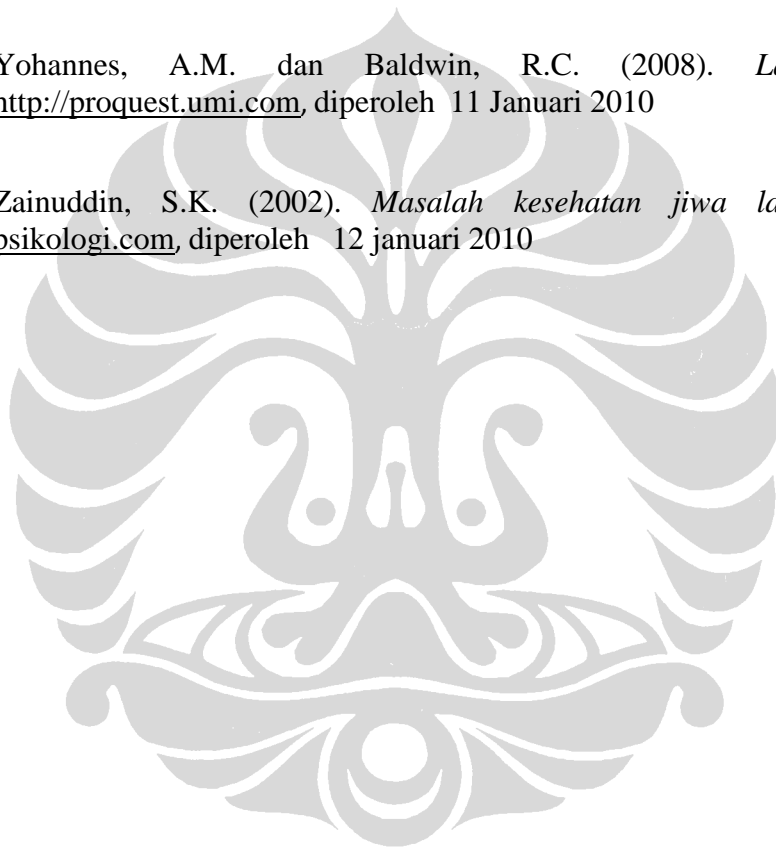 Yohannes, A.M. dan Baldwin, R.C. (2008).
http://proquest.umi.com, diperoleh 11 Januari 2010
Zainuddin, S.K. (2002). Masalah kesehatan jiwa
psikologi.com, diperoleh 12 januari 2010